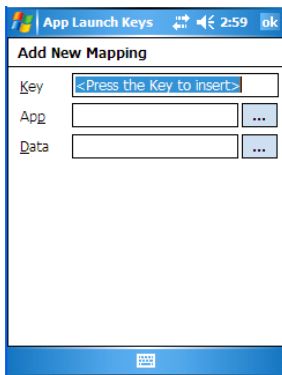 App Launch Keys 2:59 ok
Add New Mapping
Key <Press the Key to insert>
App ...
Data ...